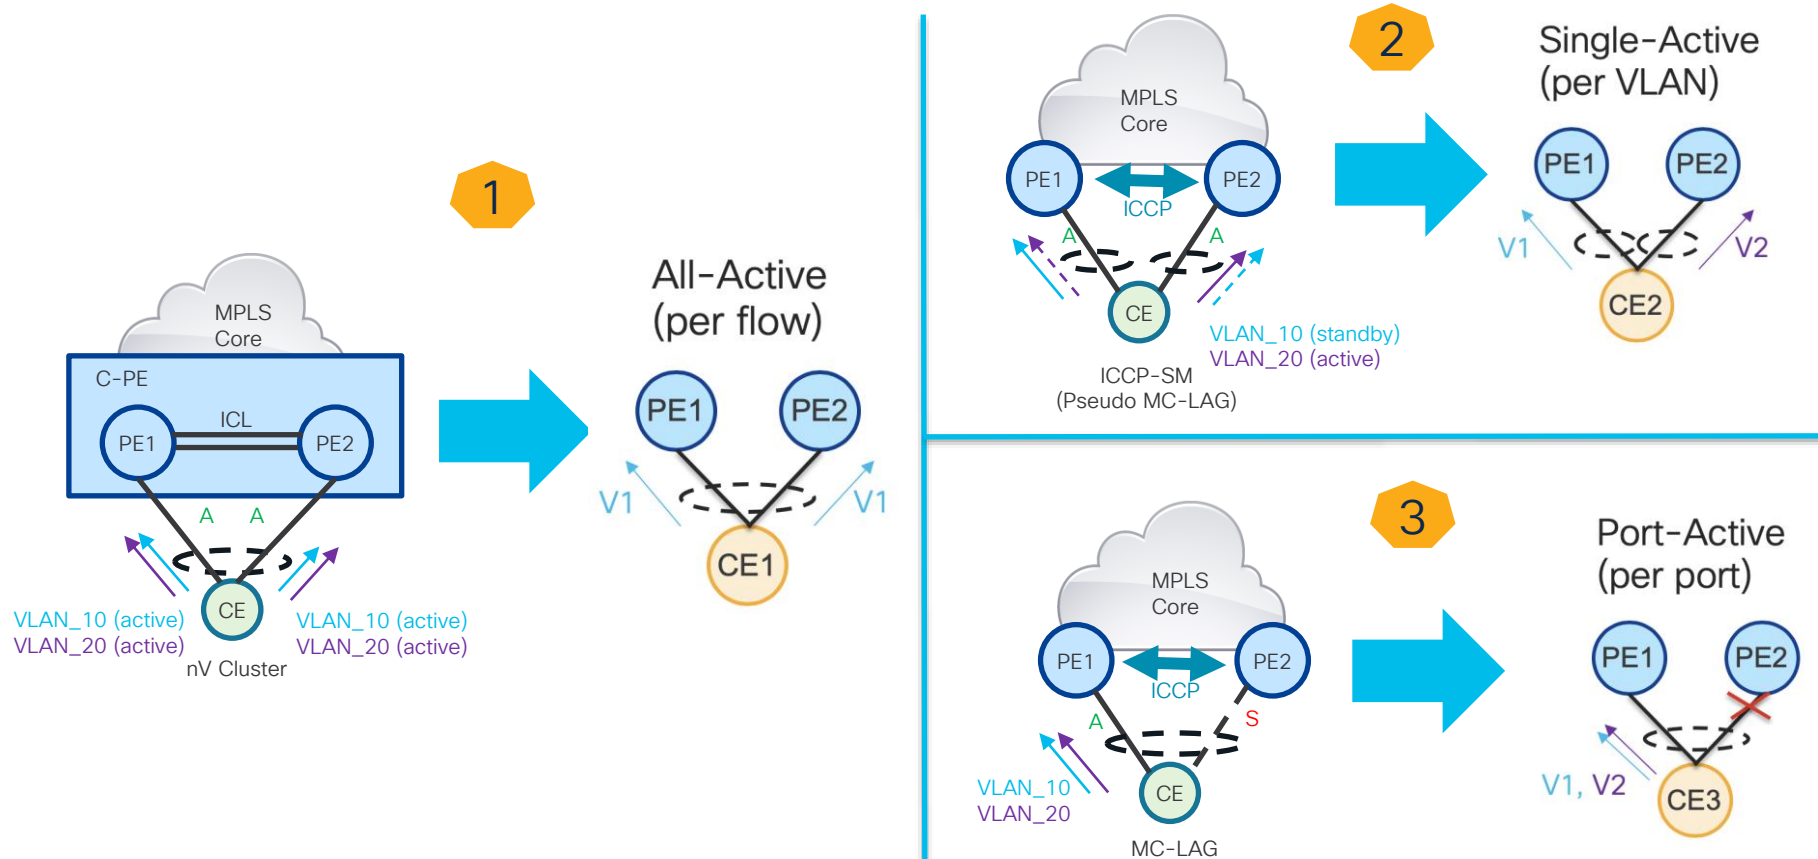 1
MPLS
Core
C-PE
PE1
ICL
PE2
A
A
VLAN_10 (active)
VLAN_20 (active)
CE
VLAN_10 (active)
VLAN_20 (active)
nV Cluster
All-Active
(per flow)
PE1
PE2
V1
V1
CE1
2
MPLS
Core
PE1
PE2
ICCP
A
A
CE
VLAN_10 (standby)
VLAN_20 (active)
ICCP-SM
(Pseudo MC-LAG)
Single-Active
(per VLAN)
PE1
PE2
V1
V2
CE2
3
MPLS
Core
PE1
PE2
ICCP
A
S
VLAN_10
VLAN_20
CE
MC-LAG
Port-Active
(per port)
PE1
PE2
V1, V2
CE3